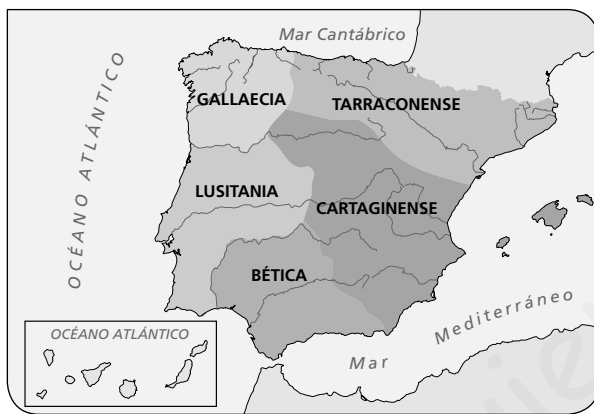 Mar Cantábrico
OCÉANO ATLÁNTICO
GALLAECIA
TARRACONENSE
LUSITANIA
CARTAGINENSE
BÉTICA
Mar Mediterráneo
OCÉANO ATLÁNTICO